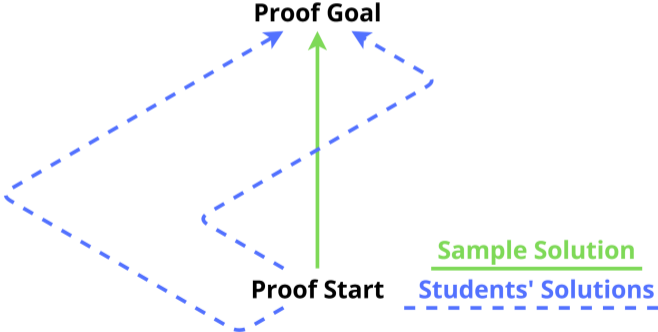 Proof Goal
Sample Solution
Proof Start
Students' Solutions